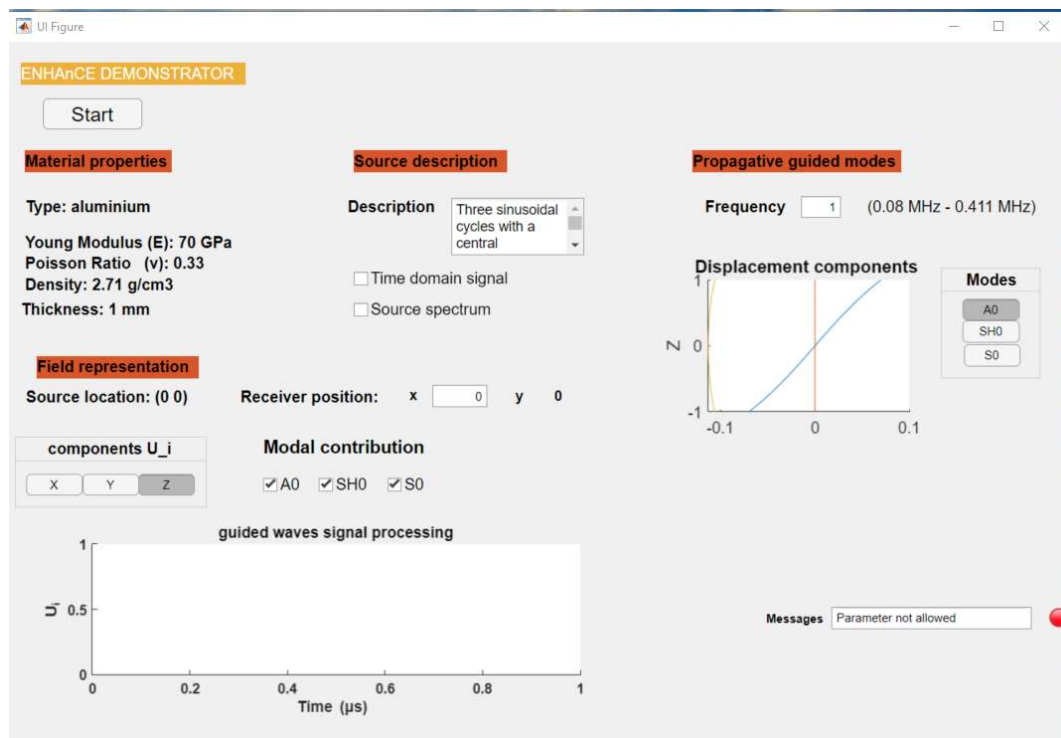 UI Figure
ENHAnCE DEMONSTRATOR
Start
Material properties
Source description
Propagative guided modes
Type: aluminium
Description
Three sinusoidal
cycles with a
central
Frequency 1 (0.08 MHz - 0.411 MHz)
Young Modulus (E): 70 GPa
Poisson Ratio (v): 0.33
Density: 2.71 g/cm3
Thickness: 1 mm
Time domain signal
Source spectrum
Displacement components
1
Z 0
-1
-0.1 0 0.1
Modes
A0
SH0
S0
Field representation
Source location: (0 0)
Receiver position: x 0 y 0
components U_i
X Y Z
Modal contribution
A0 SH0 S0
guided waves signal processing
1
Ui 0.5
0
0 0.2 0.4 0.6 0.8 1
Time (μs)
Messages Parameter not allowed